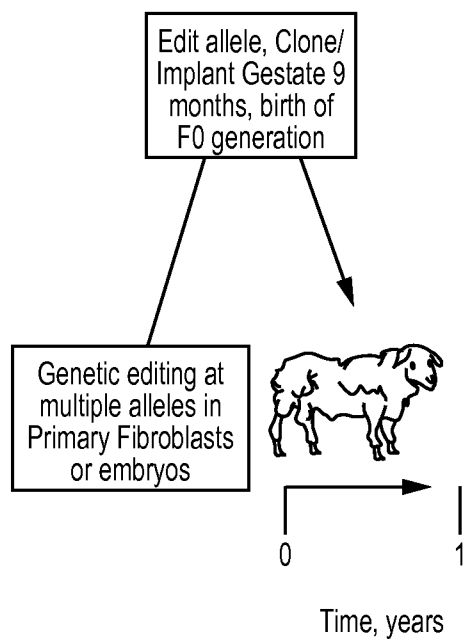 Edit allele, Clone/
Implant Gestate 9
months, birth of
F0 generation
Genetic editing at
multiple alleles in
Primary Fibroblasts
or embryos
0
1
Time, years